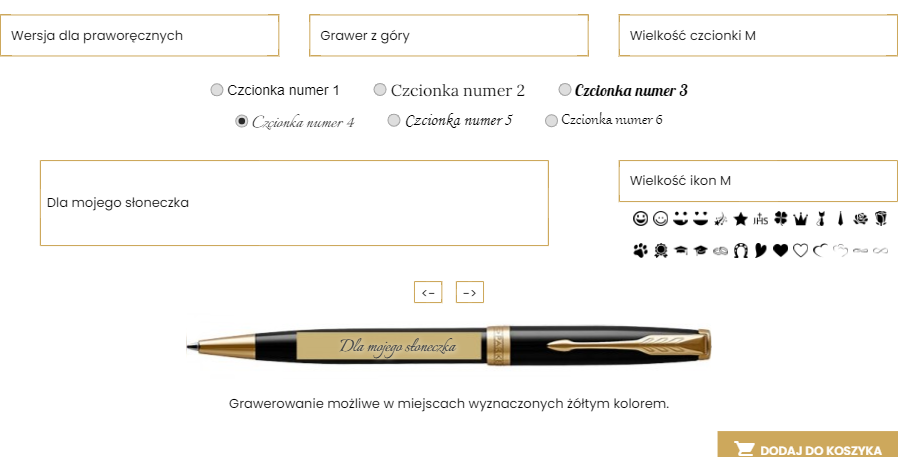 Wersja dla praworęcznych
Grawer z góry
Wielkość czcionki M
Czcionka numer 1
Czcionka numer 2
Czcionka numer 3
Czcionka numer 4
Czcionka numer 5
Czcionka numer 6
Dla mojego słoneczka
Wielkość ikon M
IHS
<- ->
Dla mojego słoneczka
Grawerowanie możliwe w miejscach wyznaczonych żółtym kolorem.
DODAJ DO KOSZYKA